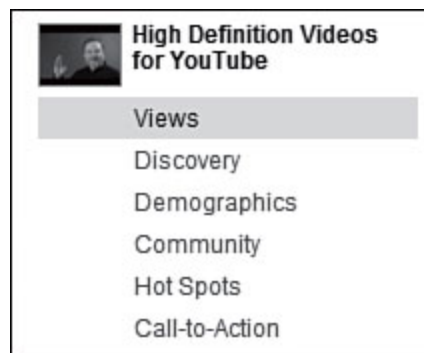 High Definition Videos
for YouTube
Views
Discovery
Demographics
Community
Hot Spots
Call-to-Action